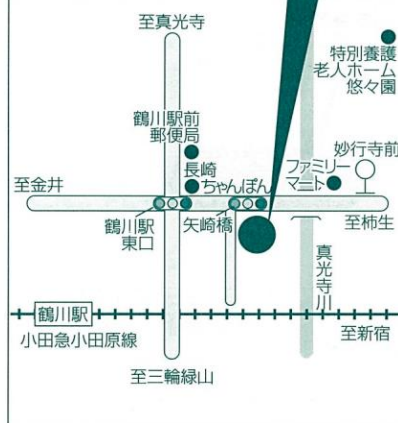 至真光寺
特別養護
老人ホーム
悠々園
鶴川駅前
郵便局
長崎
ちゃんぽん
ファミリー
マート
妙行寺前
至金井
鶴川駅
東口
矢崎橋
至柿生
真光寺川
鶴川駅
小田急小田原線
至新宿
至三輪緑山